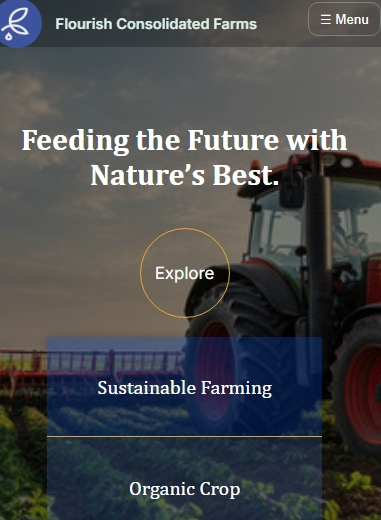 Flourish Consolidated Farms
☰ Menu
Feeding the Future with
Nature’s Best.
Explore
Sustainable Farming
Organic Crop